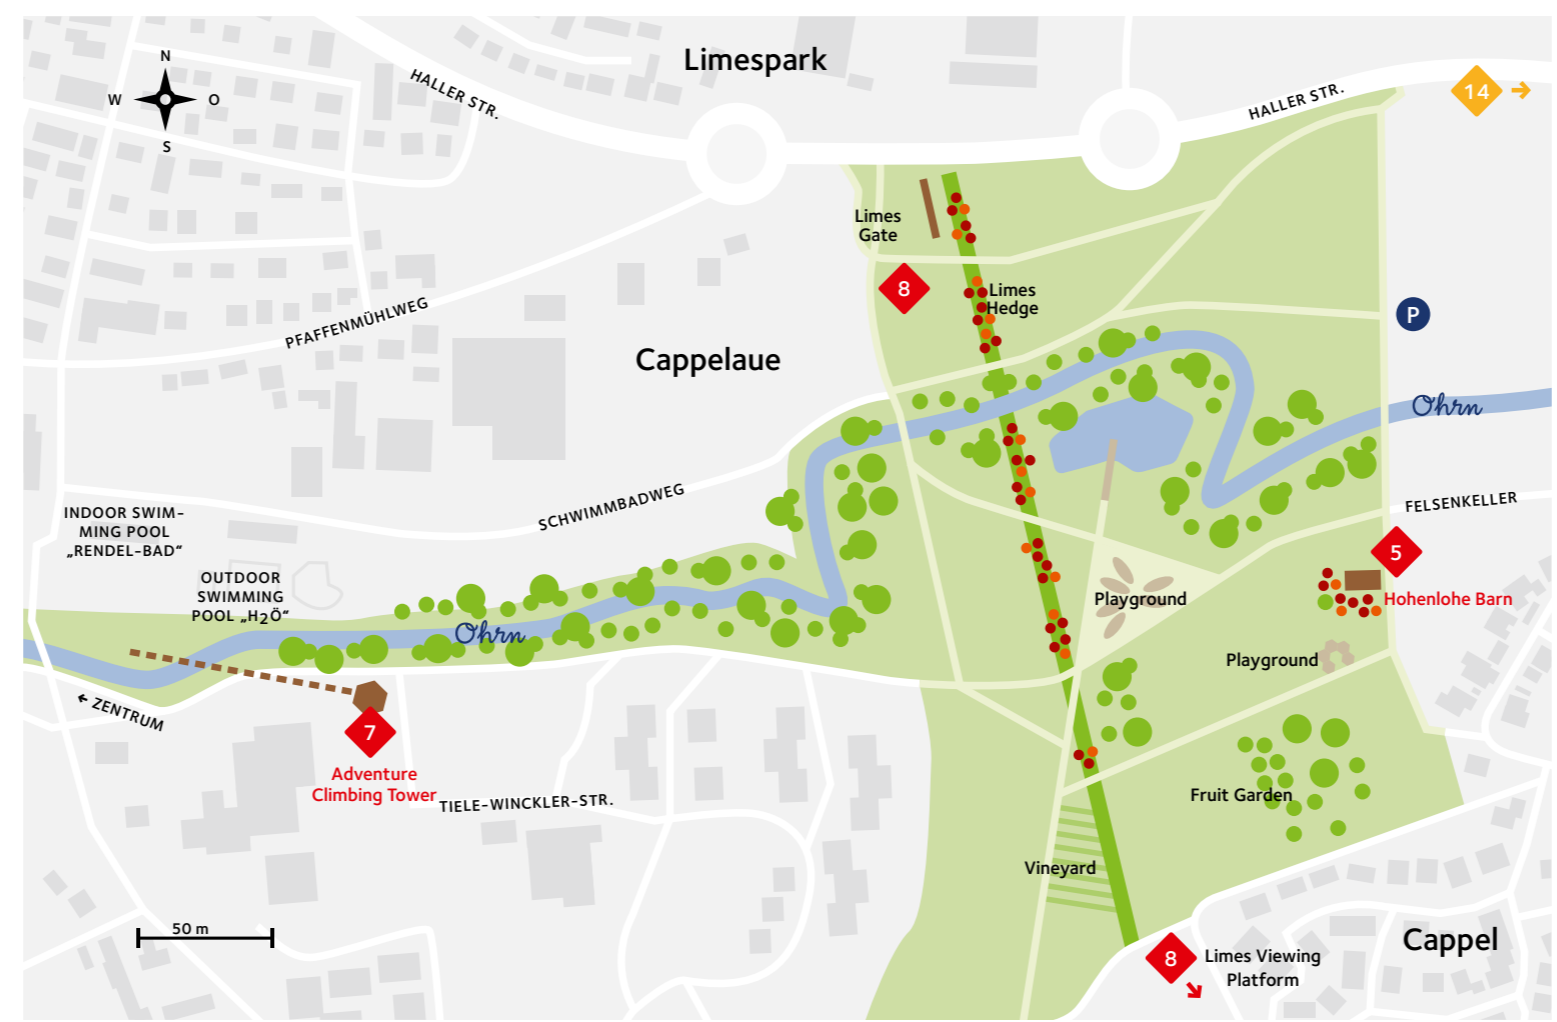 Limespark
N
W
O
S
HALLER STR.
HALLER STR.
14
Limes
Gate
8
Limes
Hedge
P
PFAFFENMÜHLWEG
Cappelaue
Ohrn
SCHWIMMBADWEG
FELSENKELLER
INDOOR SWIM-
MING POOL
„RENDEL-BAD“
OUTDOOR
SWIMMING
POOL „H2Ö“
5
Hohenlohe Barn
Playground
Ohrn
Playground
← ZENTRUM
7
Adventure
Climbing Tower
TIELE-WINCKLER-STR.
Fruit Garden
Vineyard
50 m
Cappel
8
Limes Viewing
Platform